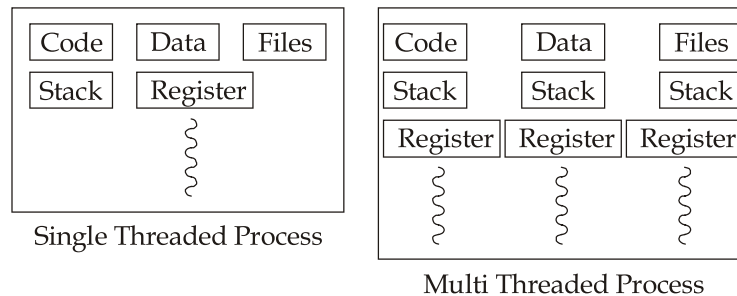 Code Data Files
Stack Register
Single Threaded Process
Code Data Files
Stack Stack Stack
Register Register Register
Multi Threaded Process